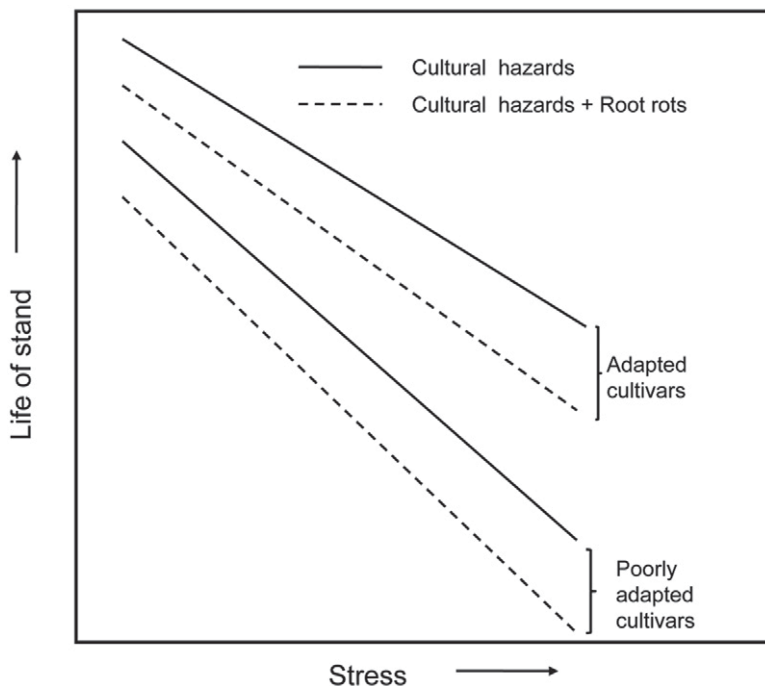 Cultural hazards
Cultural hazards + Root rots
Life of stand
Adapted
cultivars
Poorly
adapted
cultivars
Stress